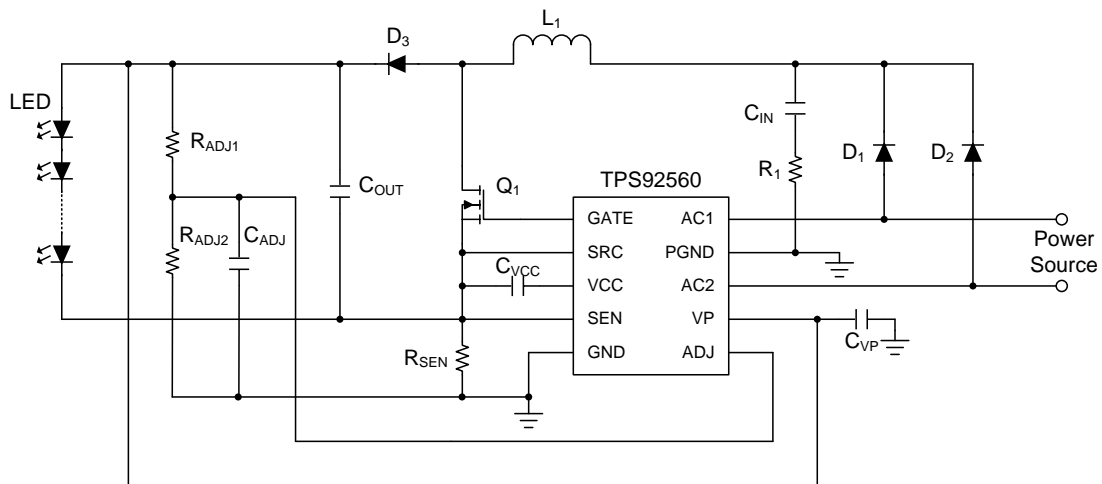 L1
D3
LED
CIN
RADJ1
D1
D2
R1
TPS92560
Q1
COUT
GATE
AC1
RADJ2
CADJ
SRC
PGND
Power
Source
CVCC
VCC
AC2
SEN
VP
RSEN
GND
ADJ
CVP